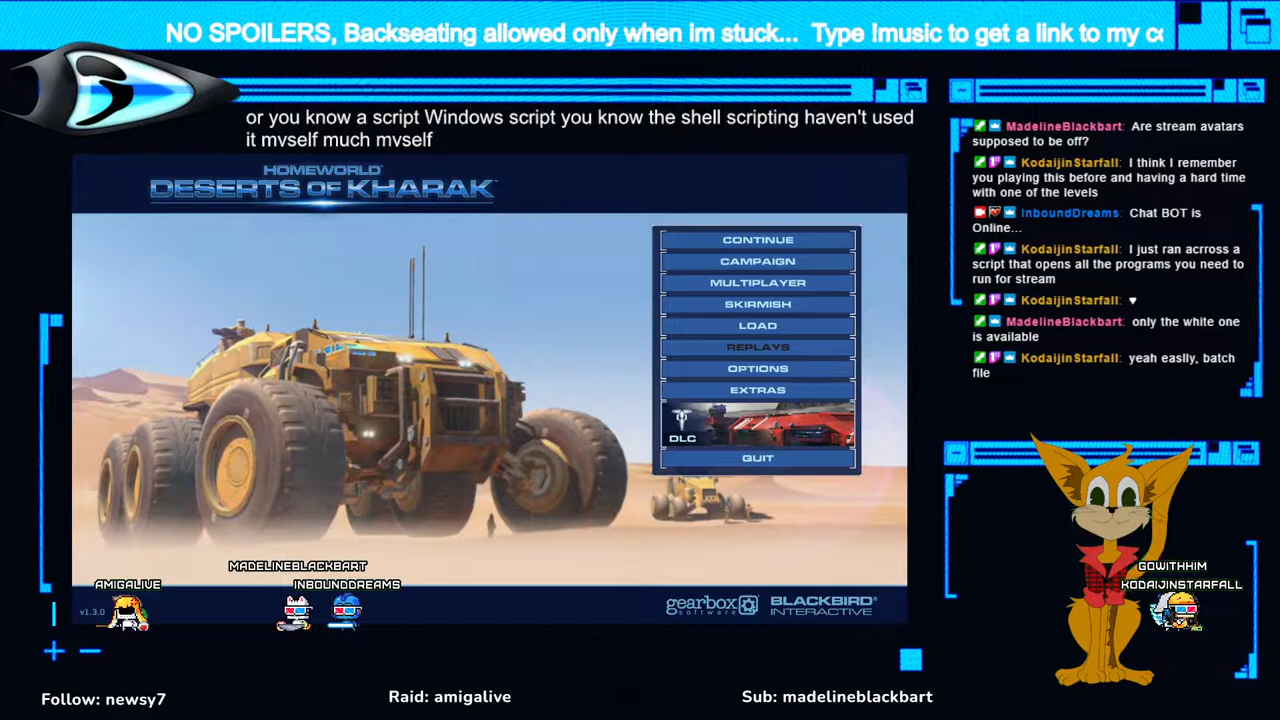 NO SPOILERS, Backseating allowed only when im stuck... Type !music to get a link to my co
or you know a script Windows script you know the shell scripting haven't used
it myself much myself
HOMEWORLD
DESERTS OF KHARAK
CONTINUE
CAMPAIGN
MULTIPLAYER
SKIRMISH
LOAD
REPLAYS
OPTIONS
EXTRAS
DLC
QUIT
MadelineBlackbart: Are stream avatars
supposed to be off?
KodaijinStarfall: I think I remember
you playing this before and having a hard time
with one of the levels
InboundDreams: Chat BOT is
Online...
KodaijinStarfall: I just ran acrross a
script that opens all the programs you need to
run for stream
KodaijinStarfall: ♥
MadelineBlackbart: only the white one
is available
KodaijinStarfall: yeah easlly, batch
file
MADELINEBLACKBART
AMIGALIVE
INBOUNDDREAMS
GOWITHHIM
KODAIJINSTARFALL
v1.3.0
gearbox
software
BLACKBIRD
INTERACTIVE
Follow: newsy7
Raid: amigalive
Sub: madelineblackbart